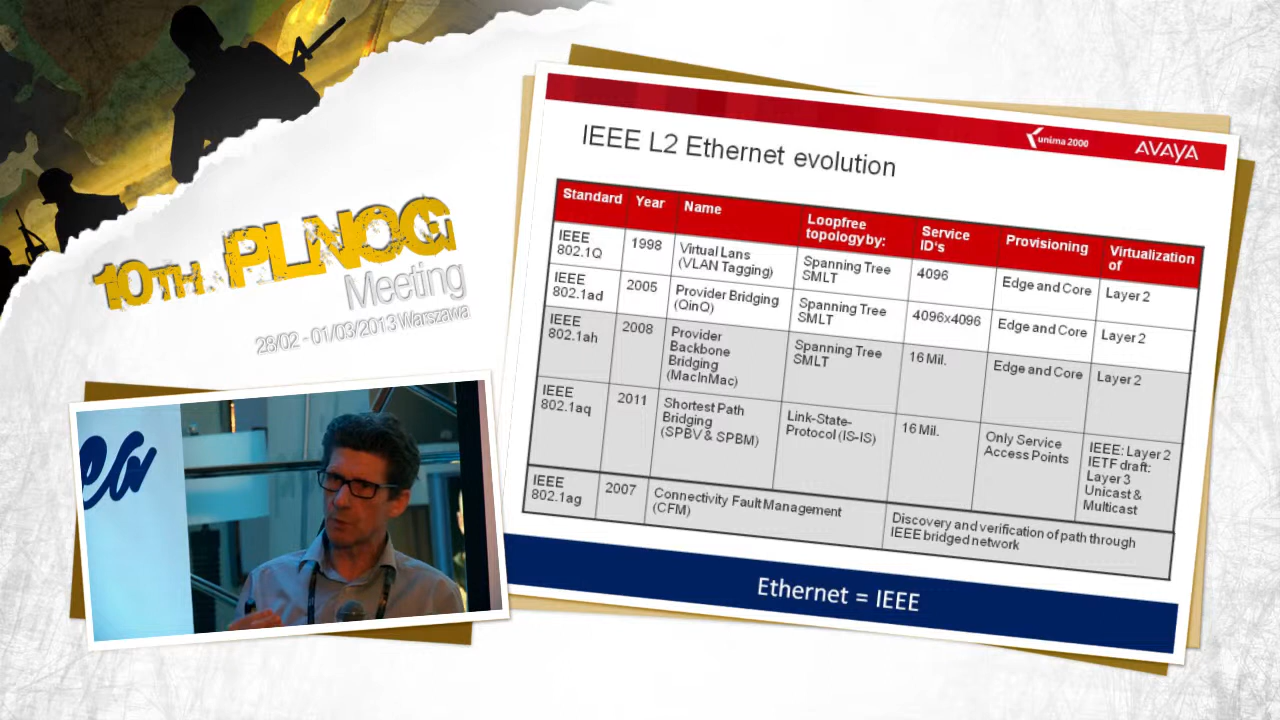 10TH PLNOG
Meeting
28/02 - 01/03/2013 Warszawa
unima 2000
AVAYA
IEEE L2 Ethernet evolution
Standard
Year
Name
Loopfree
topology by:
Service
ID's
Provisioning
Virtualization
of
IEEE
802.1Q
1998
Virtual Lans
(VLAN Tagging)
Spanning Tree
SMLT
4096
Edge and Core
Layer 2
IEEE
802.1ad
2005
Provider Bridging
(QinQ)
Spanning Tree
SMLT
4096x4096
Edge and Core
Layer 2
IEEE
802.1ah
2008
Provider
Backbone
Bridging
(MacInMac)
Spanning Tree
SMLT
16 Mil.
Edge and Core
Layer 2
IEEE
802.1aq
2011
Shortest Path
Bridging
(SPBV & SPBM)
Link-State-
Protocol (IS-IS)
16 Mil.
Only Service
Access Points
IEEE: Layer 2
IETF draft:
Layer 3
Unicast &
Multicast
IEEE
802.1ag
2007
Connectivity Fault Management
(CFM)
Discovery and verification of path through
IEEE bridged network
Ethernet = IEEE